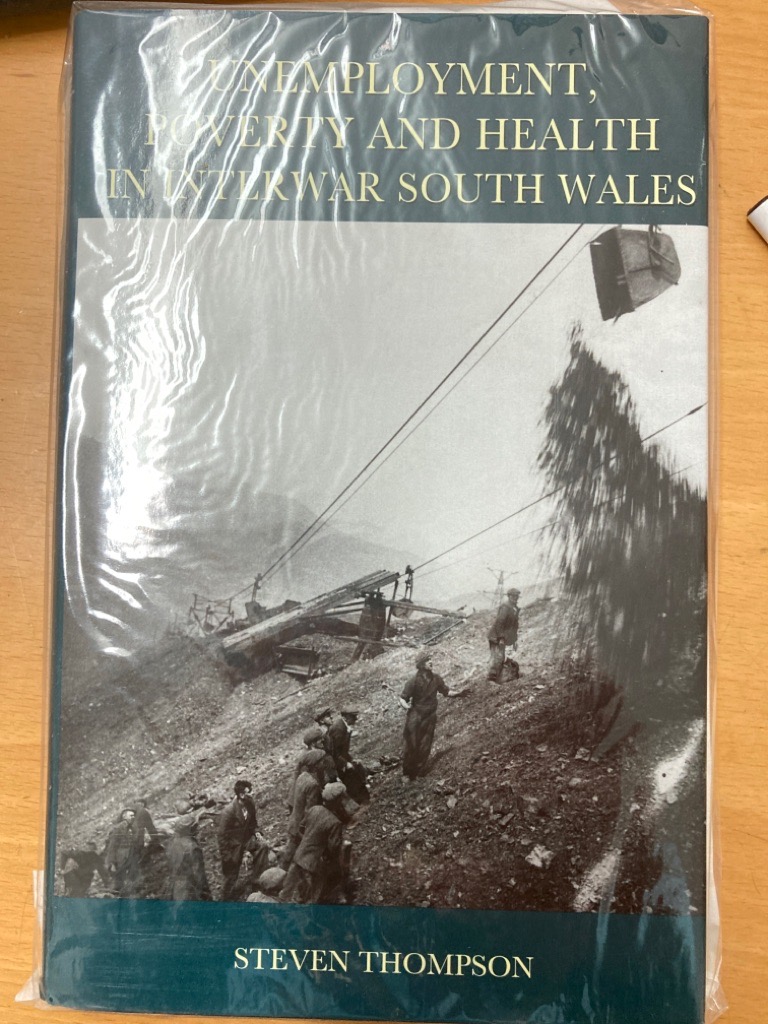 UNEMPLOYMENT,
POVERTY AND HEALTH
IN INTERWAR SOUTH WALES
STEVEN THOMPSON